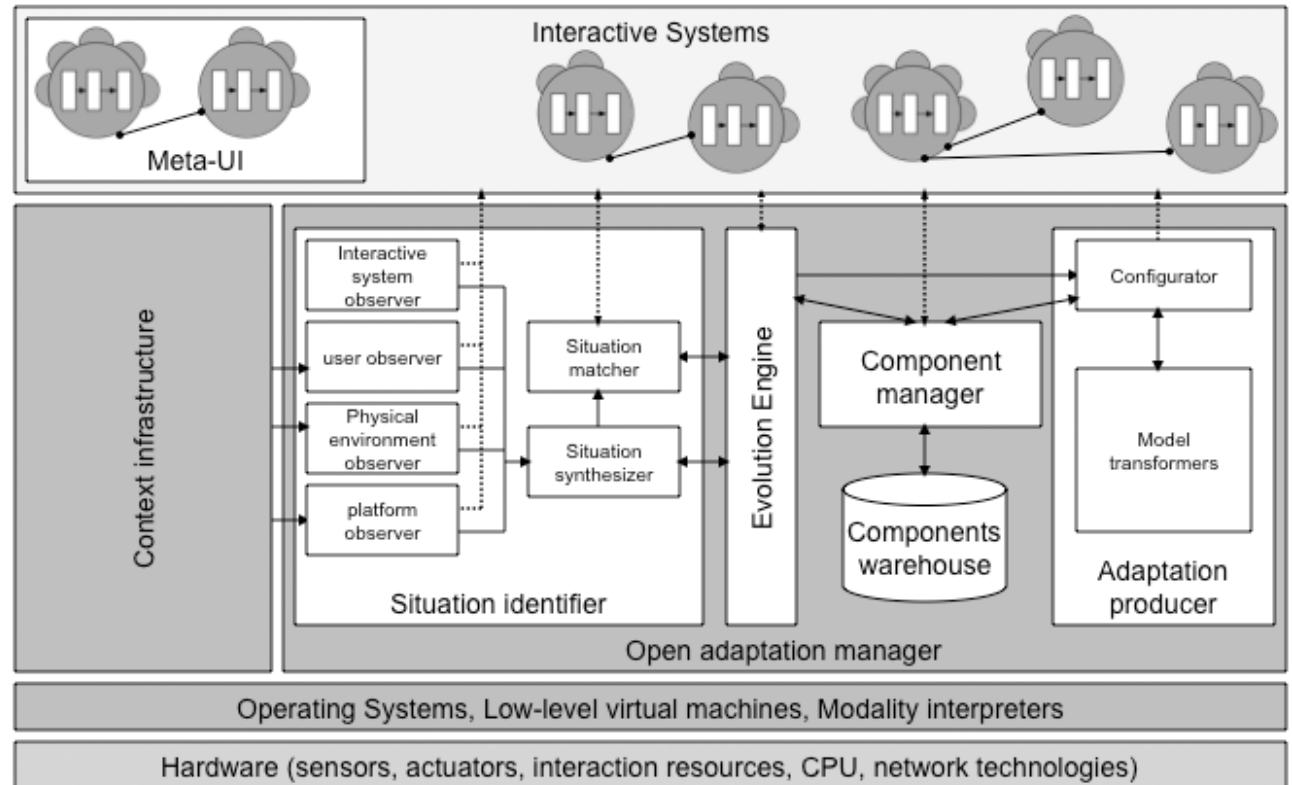 Interactive Systems
Meta-UI
Context infrastructure
Interactive
system
observer
user observer
Physical
environment
observer
platform
observer
Situation
matcher
Situation
synthesizer
Situation identifier
Evolution Engine
Component
manager
Components
warehouse
Configurator
Model
transformers
Adaptation
producer
Open adaptation manager
Operating Systems, Low-level virtual machines, Modality interpreters
Hardware (sensors, actuators, interaction resources, CPU, network technologies)